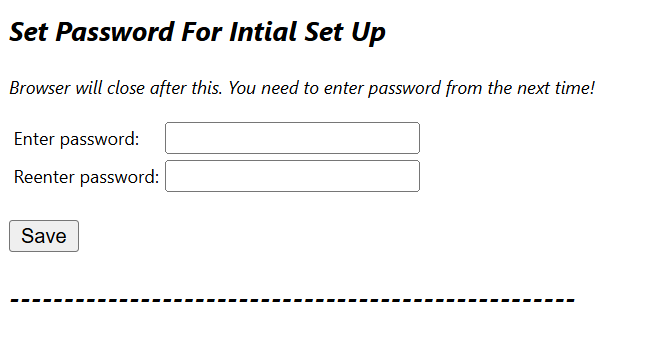 Set Password For Intial Set Up
Browser will close after this. You need to enter password from the next time!
Enter password:
Reenter password:
Save
----------------------------------------------------